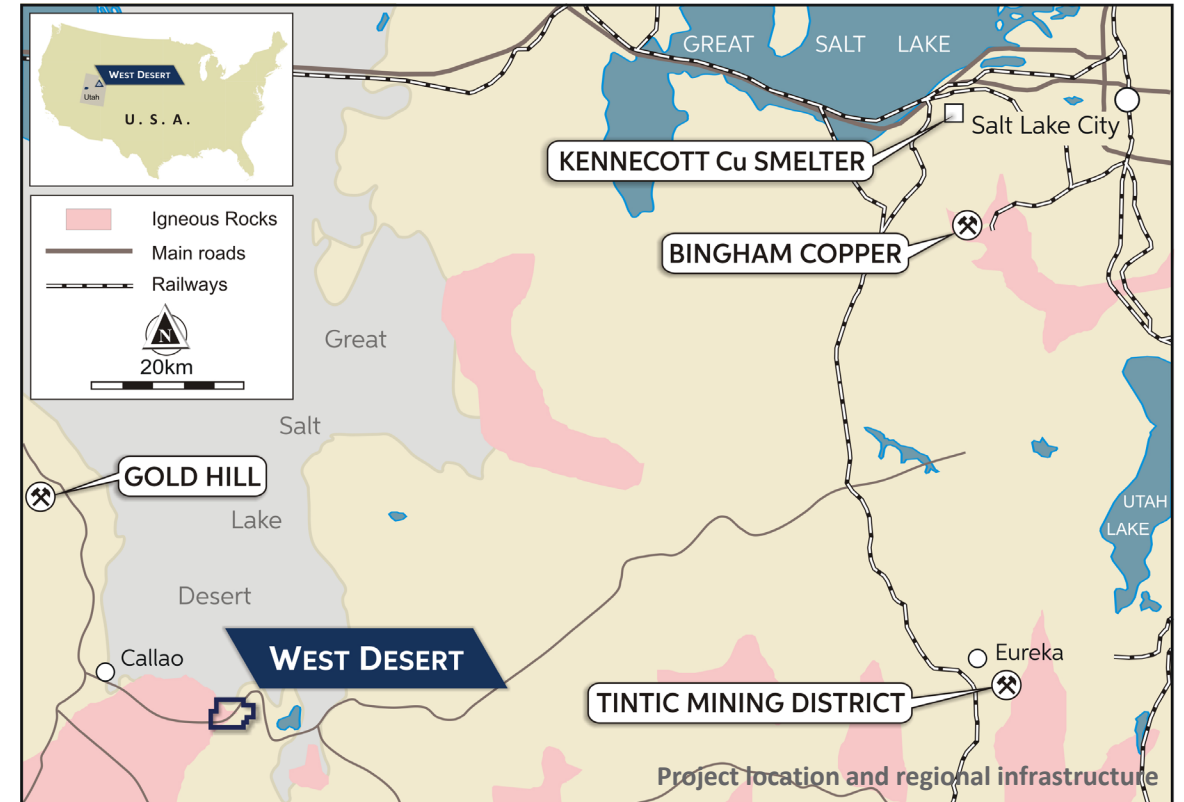 WEST DESERT
Utah
U. S. A.
Igneous Rocks
Main roads
Railways
N
20km
GREAT SALT LAKE
Salt Lake City
KENNECOTT Cu SMELTER
BINGHAM COPPER
Great
Salt
Lake
Desert
GOLD HILL
UTAH
LAKE
Callao
WEST DESERT
Eureka
TINTIC MINING DISTRICT
Project location and regional infrastructure